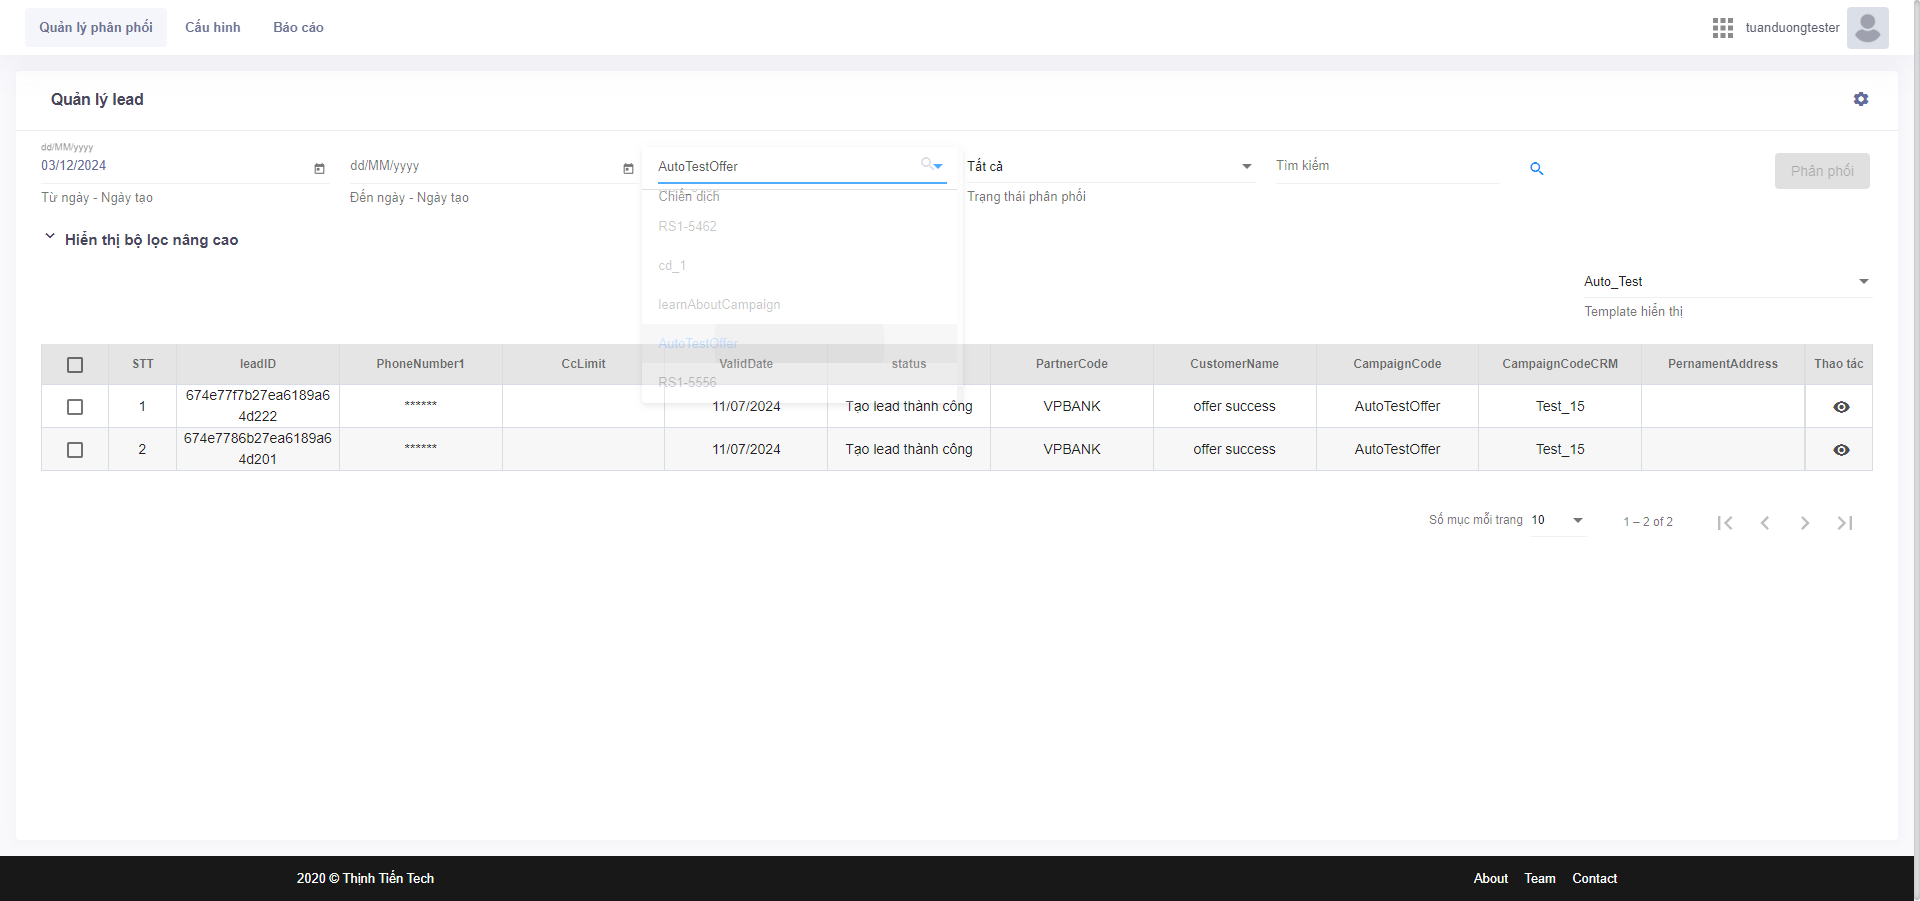 Quản lý phân phối Cấu hình Báo cáo tuanduongtester
Quản lý lead
dd/MM/yyyy
03/12/2024 dd/MM/yyyy AutoTestOffer Tất cả Tìm kiếm Phân phối
Từ ngày - Ngày tạo Đến ngày - Ngày tạo Chiến dịch Trạng thái phân phối
RS1-5462
Hiển thị bộ lọc nâng cao
cd_1
Auto_Test
learnAboutCampaign
Template hiển thị
AutoTestOffer
STT leadID PhoneNumber1 CcLimit ValidDate status PartnerCode CustomerName CampaignCode CampaignCodeCRM PernamentAddress Thao tác
RS1-5556
1 674e77f7b27ea6189a6 ****** 11/07/2024 Tạo lead thành công VPBANK offer success AutoTestOffer Test_15
4d222
2 674e7786b27ea6189a6 ****** 11/07/2024 Tạo lead thành công VPBANK offer success AutoTestOffer Test_15
4d201
Số mục mỗi trang 10 1 – 2 of 2
2020 © Thịnh Tiến Tech About Team Contact